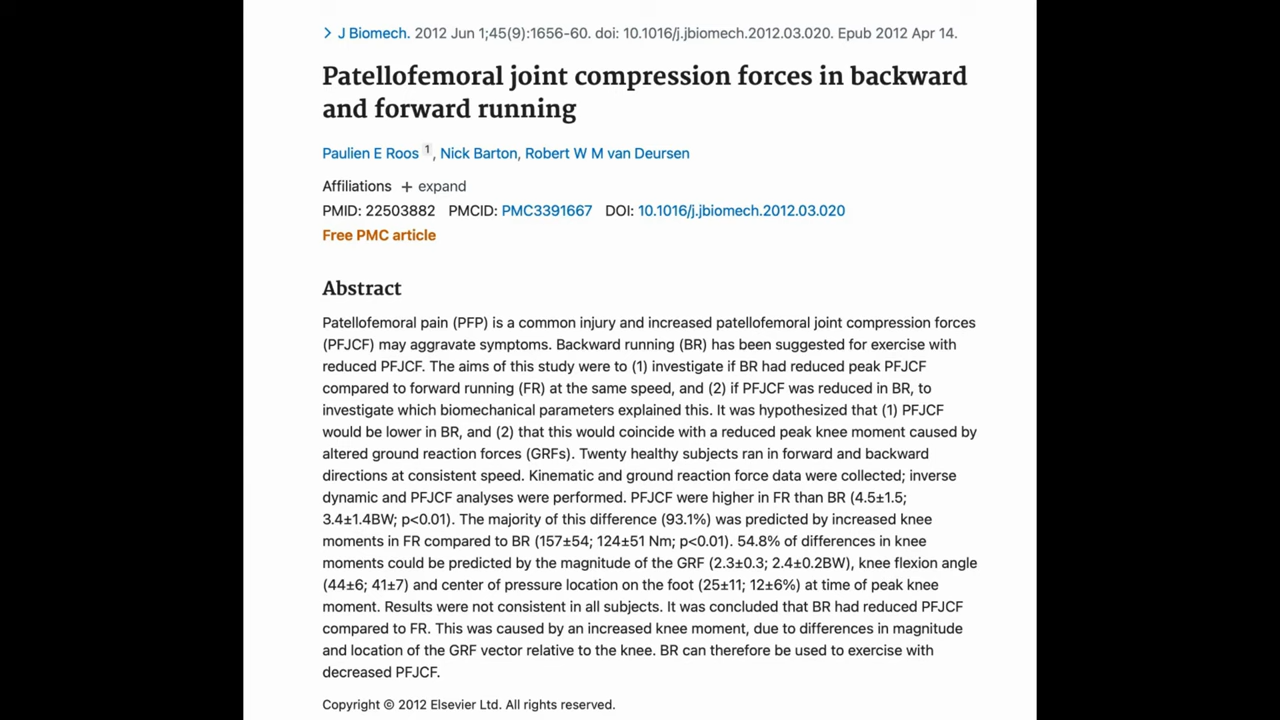 > J Biomech. 2012 Jun 1;45(9):1656-60. doi: 10.1016/j.jbiomech.2012.03.020. Epub 2012 Apr 14.
Patellofemoral joint compression forces in backward
and forward running
Paulien E Roos 1, Nick Barton, Robert W M van Deursen
Affiliations + expand
PMID: 22503882 PMCID: PMC3391667 DOI: 10.1016/j.jbiomech.2012.03.020
Free PMC article
Abstract
Patellofemoral pain (PFP) is a common injury and increased patellofemoral joint compression forces
(PFJCF) may aggravate symptoms. Backward running (BR) has been suggested for exercise with
reduced PFJCF. The aims of this study were to (1) investigate if BR had reduced peak PFJCF
compared to forward running (FR) at the same speed, and (2) if PFJCF was reduced in BR, to
investigate which biomechanical parameters explained this. It was hypothesized that (1) PFJCF
would be lower in BR, and (2) that this would coincide with a reduced peak knee moment caused by
altered ground reaction forces (GRFs). Twenty healthy subjects ran in forward and backward
directions at consistent speed. Kinematic and ground reaction force data were collected; inverse
dynamic and PFJCF analyses were performed. PFJCF were higher in FR than BR (4.5±1.5;
3.4±1.4BW; p<0.01). The majority of this difference (93.1%) was predicted by increased knee
moments in FR compared to BR (157±54; 124±51 Nm; p<0.01). 54.8% of differences in knee
moments could be predicted by the magnitude of the GRF (2.3±0.3; 2.4±0.2BW), knee flexion angle
(44±6; 41±7) and center of pressure location on the foot (25±11; 12±6%) at time of peak knee
moment. Results were not consistent in all subjects. It was concluded that BR had reduced PFJCF
compared to FR. This was caused by an increased knee moment, due to differences in magnitude
and location of the GRF vector relative to the knee. BR can therefore be used to exercise with
decreased PFJCF.
Copyright © 2012 Elsevier Ltd. All rights reserved.